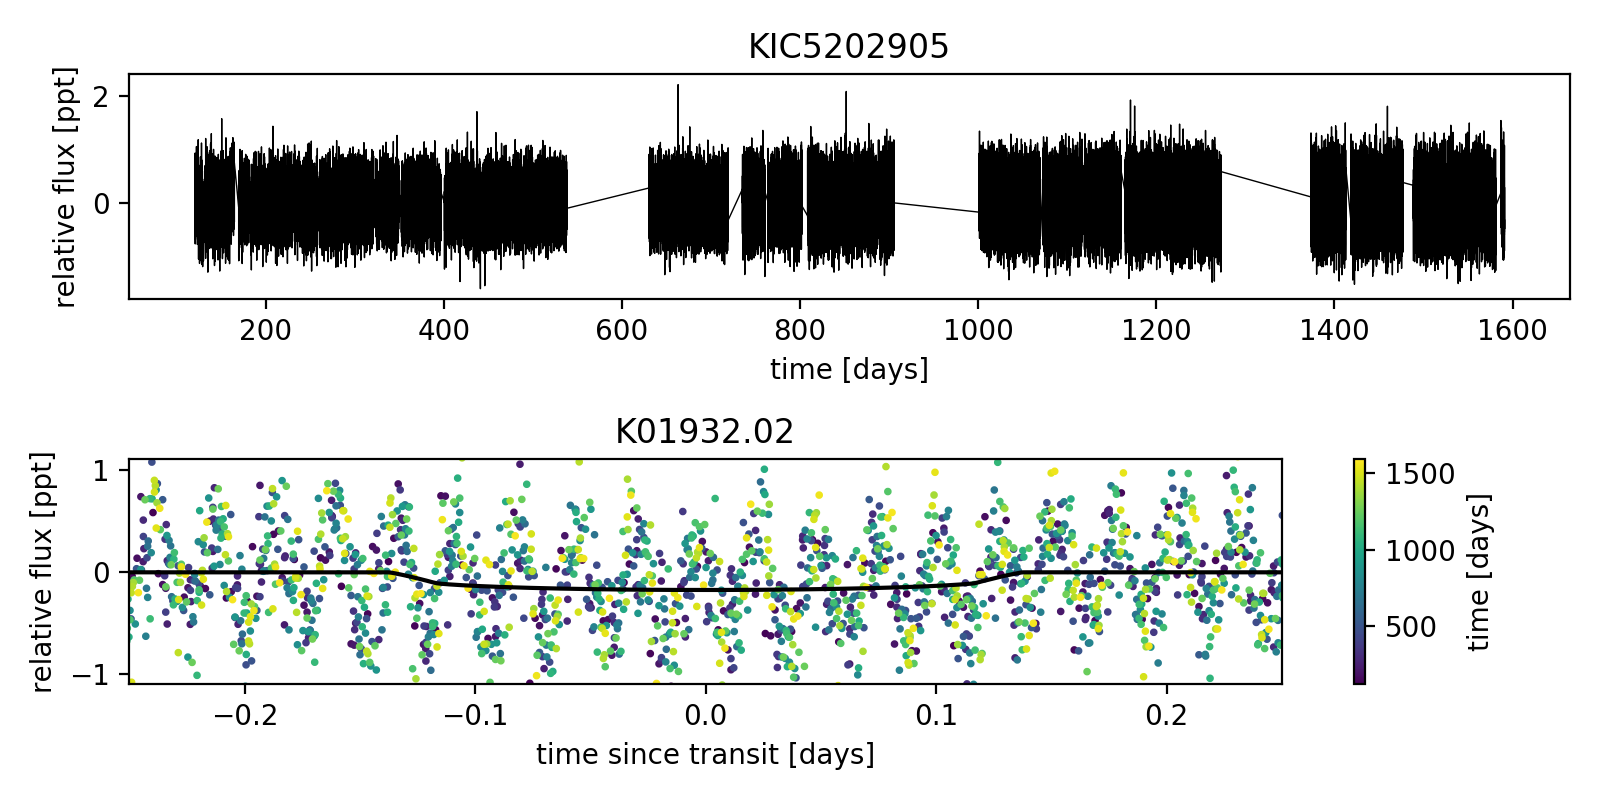 KIC5202905
relative flux [ppt]
2
0
200 400 600 800 1000 1200 1400 1600
time [days]
K01932.02
relative flux [ppt]
1
0
−1
−0.2 −0.1 0.0 0.1 0.2
time since transit [days]
1500
1000
500
time [days]